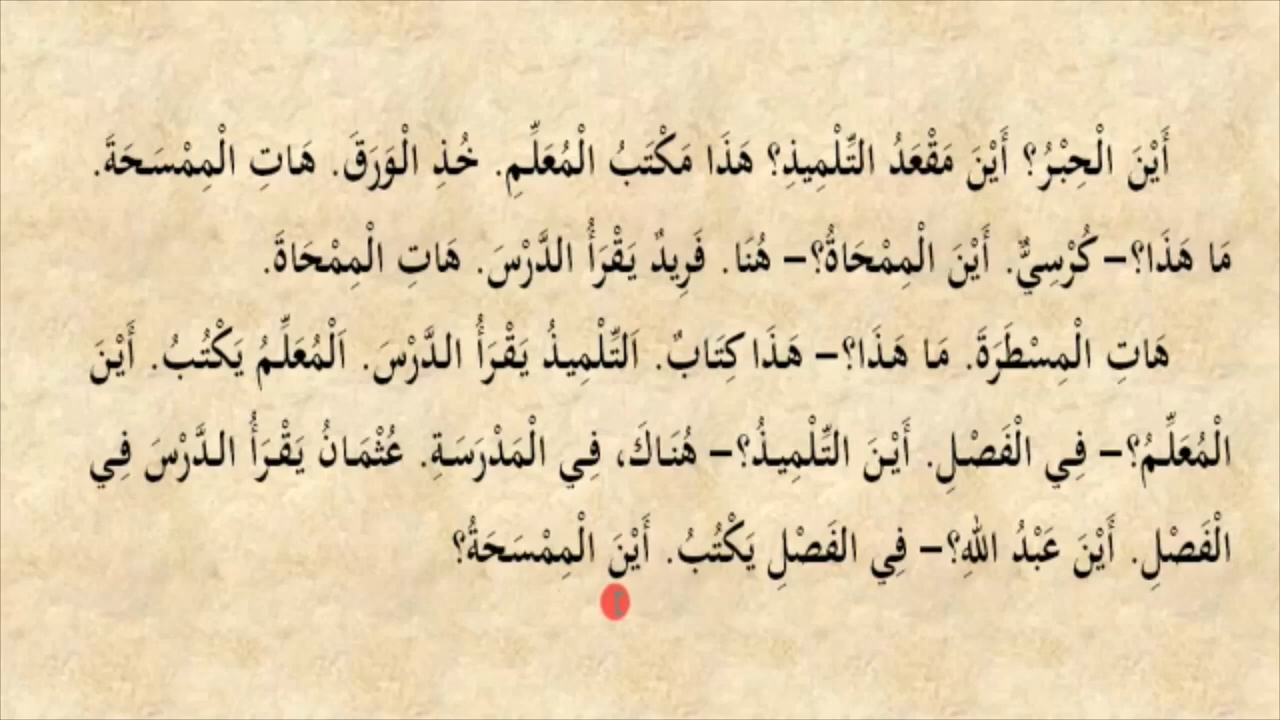 أَيْنَ الْحِبْرُ؟ أَيْنَ مَقْعَدُ التِّلْمِيذِ؟ هَذَا مَكْتَبُ الْمُعَلِّمِ. خُذِ الْوَرَقَ. هَاتِ الْمِمْسَحَةَ.
مَا هَذَا؟– كُرْسِيٌّ. أَيْنَ الْمِمْحَاةُ؟– هُنَا. فَرِيدٌ يَقْرَأُ الدَّرْسَ. هَاتِ الْمِمْحَاةَ.
هَاتِ الْمِسْطَرَةَ. مَا هَذَا؟– هَذَا كِتَابٌ. اَلتِّلْمِيذُ يَقْرَأُ الدَّرْسَ. اَلْمُعَلِّمُ يَكْتُبُ. أَيْنَ
الْمُعَلِّمُ؟– فِي الْفَصْلِ. أَيْنَ التِّلْمِيذُ؟– هُنَاكَ، فِي الْمَدْرَسَةِ. عُثْمَانُ يَقْرَأُ الدَّرْسَ فِي
الْفَصْلِ. أَيْنَ عَبْدُ اللهِ؟– فِي الفَصْلِ يَكْتُبُ. أَيْنَ الْمِمْسَحَةُ؟